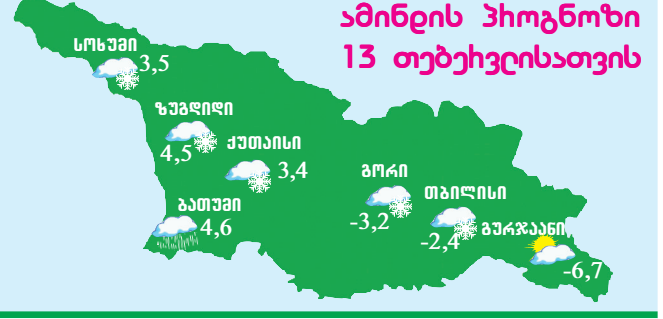 ამინდის პროგნოზი
13 თებერვლისათვის
სოხუმი
3,5
ზუგდიდი
4,5
ქუთაისი
3,4
ბათუმი
4,6
გორი
-3,2
თბილისი
-2,4
გურჯაანი
-6,7